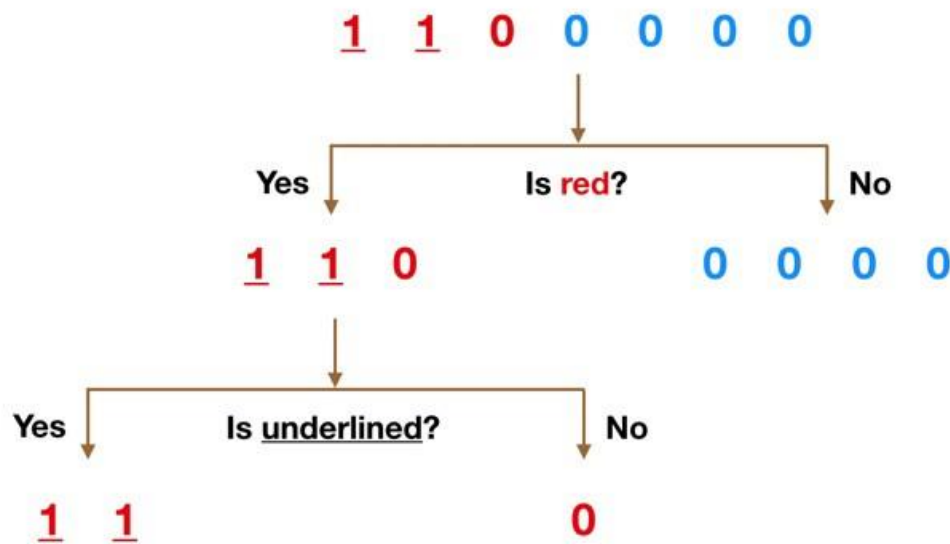 1 1 0 0 0 0 0
Yes Is red? No
1 1 0 0 0 0 0
Yes Is underlined? No
1 1 0